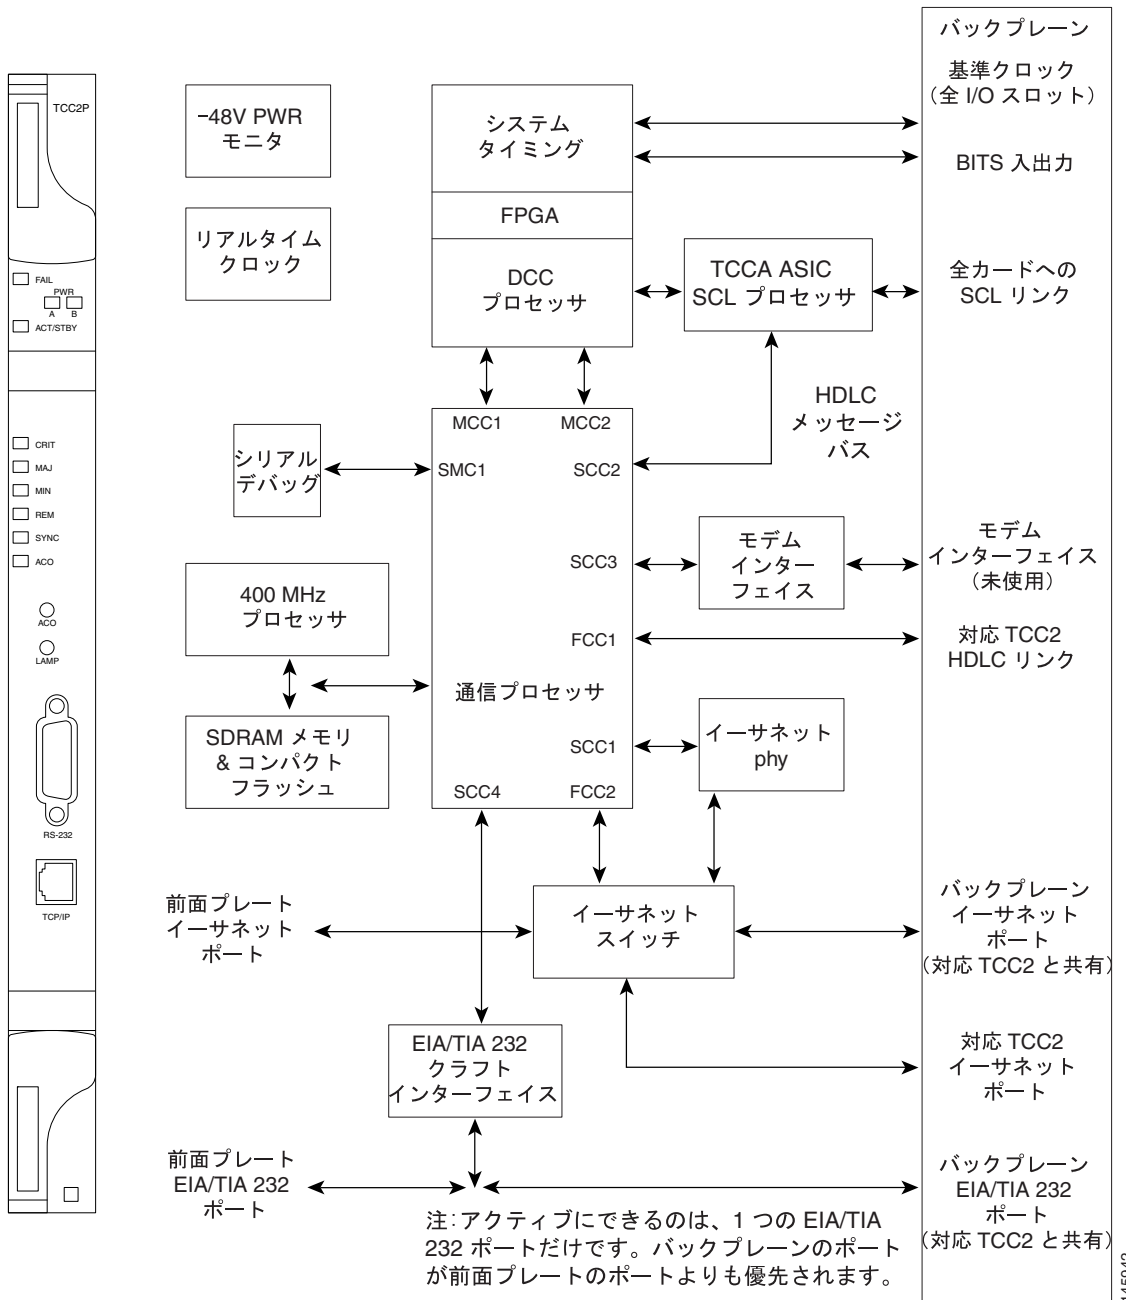 TCC2P
FAIL
PWR
A B
ACT/STBY
CRIT
MAJ
MIN
REM
SYNC
ACO
ACO
LAMP
RS-232
TCP/IP
−48V PWR
モニタ
リアルタイム
クロック
システム
タイミング
FPGA
DCC
プロセッサ
TCCA ASIC
SCL プロセッサ
HDLC
メッセージ
バス
MCC1
MCC2
SMC1
SCC2
SCC3
FCC1
通信プロセッサ
SCC1
SCC4
FCC2
シリアル
デバッグ
400 MHz
プロセッサ
SDRAM メモリ
& コンパクト
フラッシュ
モデム
インター
フェイス
イーサネット
phy
前面プレート
イーサネット
ポート
イーサネット
スイッチ
EIA/TIA 232
クラフト
インターフェイス
前面プレート
EIA/TIA 232
ポート
バックプレーン
基準クロック
(全 I/O スロット)
BITS 入出力
全カードへの
SCL リンク
モデム
インターフェイス
(未使用)
対応 TCC2
HDLC リンク
バックプレーン
イーサネット
ポート
(対応 TCC2 と共有)
対応 TCC2
イーサネット
ポート
バックプレーン
EIA/TIA 232
ポート
(対応 TCC2 と共有)
注:アクティブにできるのは、1 つの EIA/TIA
232 ポートだけです。バックプレーンのポート
が前面プレートのポートよりも優先されます。